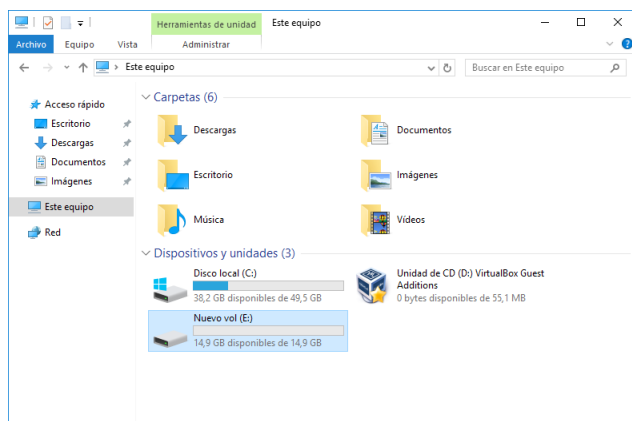 Herramientas de unidad
Este equipo
Archivo
Equipo
Vista
Administrar
Este equipo
Buscar en Este equipo
Acceso rápido
Escritorio
Descargas
Documentos
Imágenes
Este equipo
Red
Carpetas (6)
Descargas
Documentos
Escritorio
Imágenes
Música
Vídeos
Dispositivos y unidades (3)
Disco local (C:)
38,2 GB disponibles de 49,5 GB
Unidad de CD (D:) VirtualBox Guest
Additions
0 bytes disponibles de 55,1 MB
Nuevo vol (E:)
14,9 GB disponibles de 14,9 GB